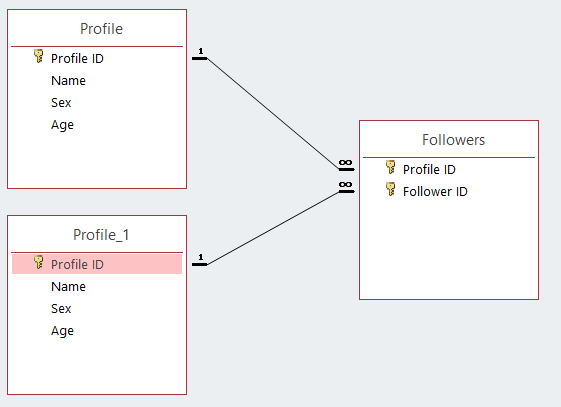 Profile
Profile ID
Name
Sex
Age
1
∞
Followers
Profile ID
Follower ID
∞
1
Profile_1
Profile ID
Name
Sex
Age